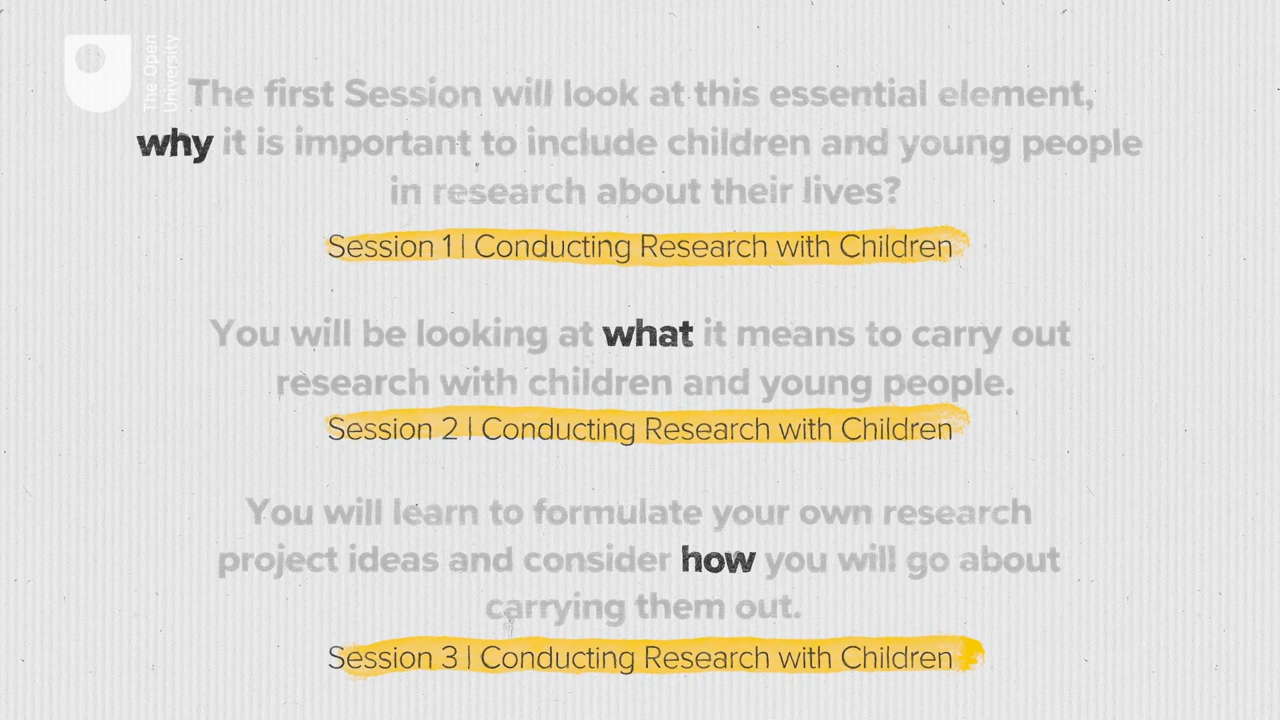 The Open
University
The first Session will look at this essential element,
why it is important to include children and young people
in research about their lives?
Session 1 | Conducting Research with Children
You will be looking at what it means to carry out
research with children and young people.
Session 2 | Conducting Research with Children
You will learn to formulate your own research
project ideas and consider how you will go about
carrying them out.
Session 3 | Conducting Research with Children